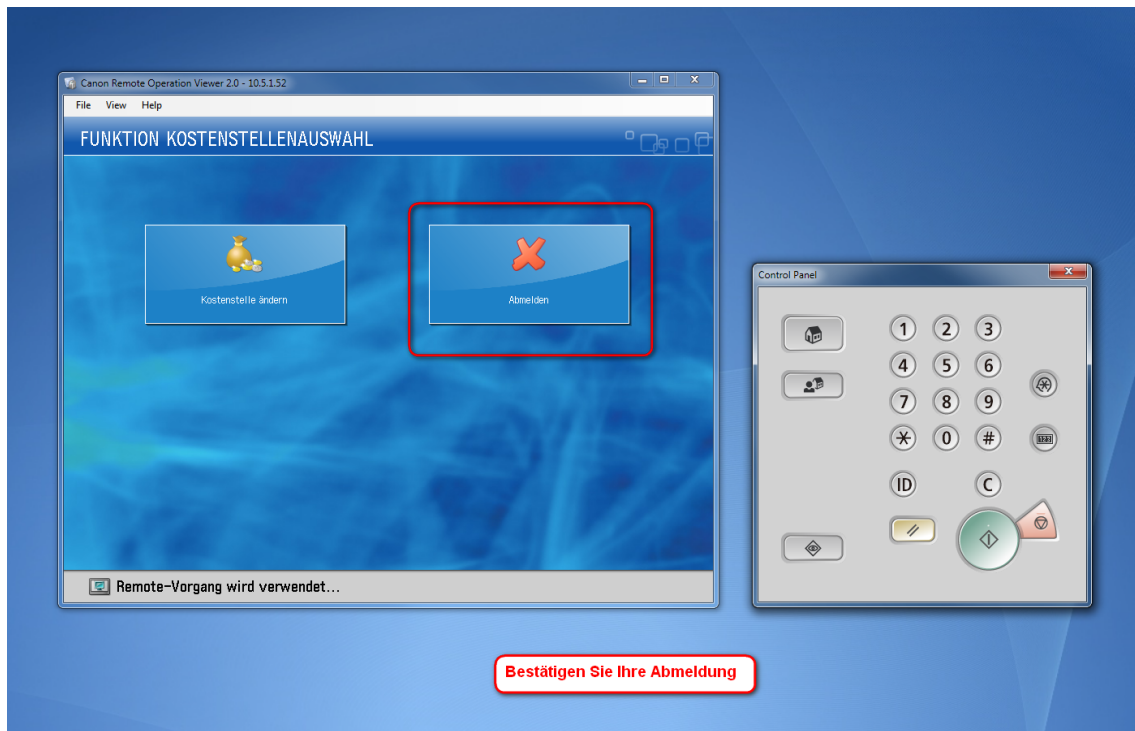 Canon Remote Operation Viewer 2.0 - 10.5.1.52
File View Help
FUNKTION KOSTENSTELLENAUSWAHL
Kostenstelle ändern
Abmelden
Remote-Vorgang wird verwendet...
Control Panel
1 2 3
4 5 6
7 8 9
* 0 #
123
ID C
Bestätigen Sie Ihre Abmeldung